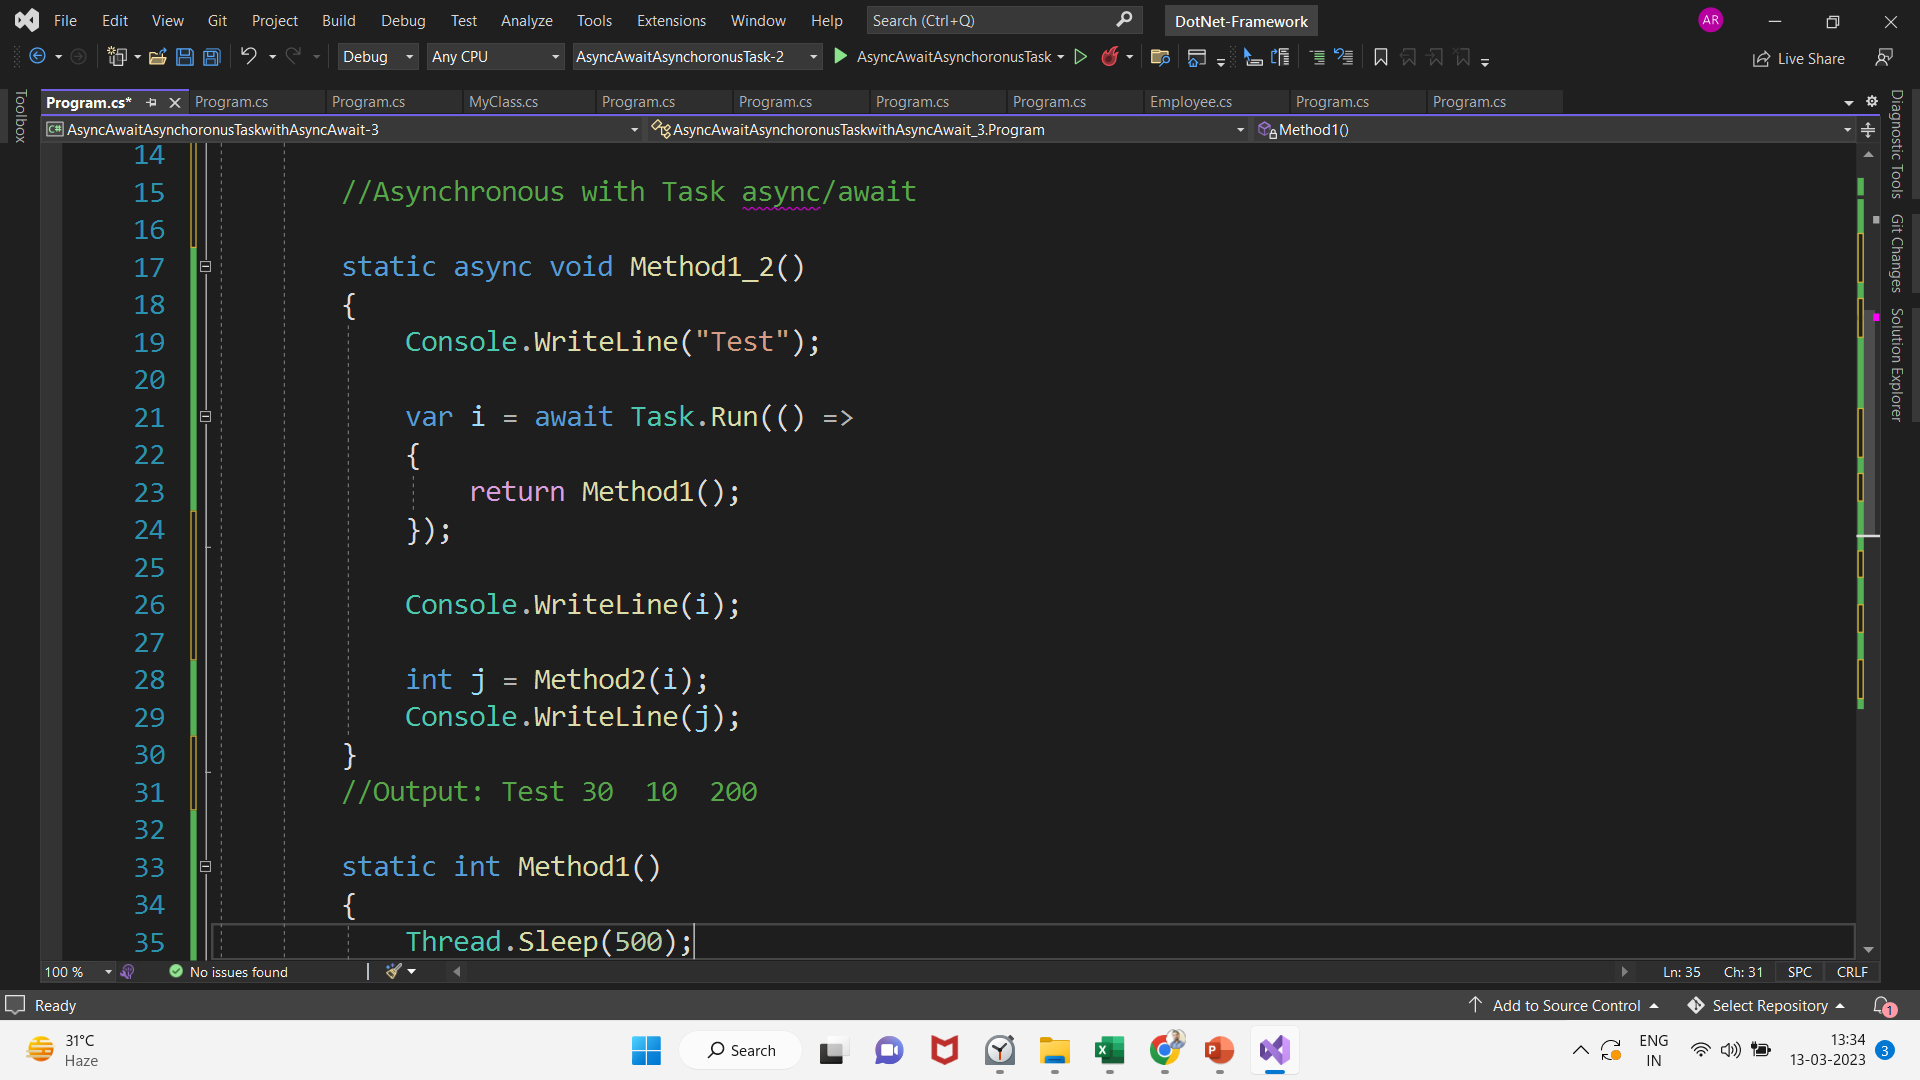 File Edit View Git Project Build Debug Test Analyze Tools Extensions Window Help Search (Ctrl+Q) DotNet-Framework AR
Debug Any CPU AsyncAwaitAsynchoronusTask-2 AsyncAwaitAsynchoronusTask Live Share
Toolbox
Program.cs* Program.cs Program.cs MyClass.cs Program.cs Program.cs Program.cs Program.cs Employee.cs Program.cs Program.cs
C# AsyncAwaitAsynchoronusTaskwithAsyncAwait-3 AsyncAwaitAsynchoronusTaskwithAsyncAwait_3.Program Method1()
14
15 //Asynchronous with Task async/await
16
17 static async void Method1_2()
18 {
19 Console.WriteLine("Test");
20
21 var i = await Task.Run(() =>
22 {
23 return Method1();
24 });
25
26 Console.WriteLine(i);
27
28 int j = Method2(i);
29 Console.WriteLine(j);
30 }
31 //Output: Test 30 10 200
32
33 static int Method1()
34 {
35 Thread.Sleep(500);
Diagnostic Tools
Git Changes
Solution Explorer
100 % No issues found Ln: 35 Ch: 31 SPC CRLF
Ready Add to Source Control Select Repository 1
31°C
Haze
Search
ENG
IN
13:34
13-03-2023
3